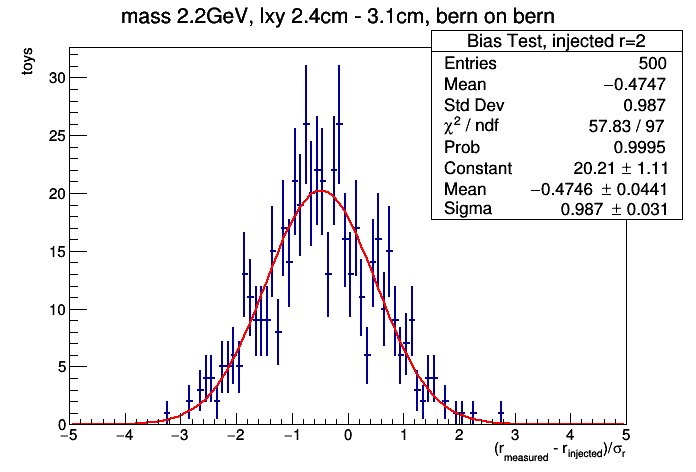 mass 2.2GeV, lxy 2.4cm - 3.1cm, bern on bern
Bias Test, injected r=2
Entries 500
Mean −0.4747
Std Dev 0.987
χ² / ndf 57.83 / 97
Prob 0.9995
Constant 20.21 ± 1.11
Mean −0.4746 ± 0.0441
Sigma 0.987 ± 0.031
toys
30
25
20
15
10
5
0
−5 −4 −3 −2 −1 0 1 2 3 4 5
(r_measured - r_injected)/σ_r